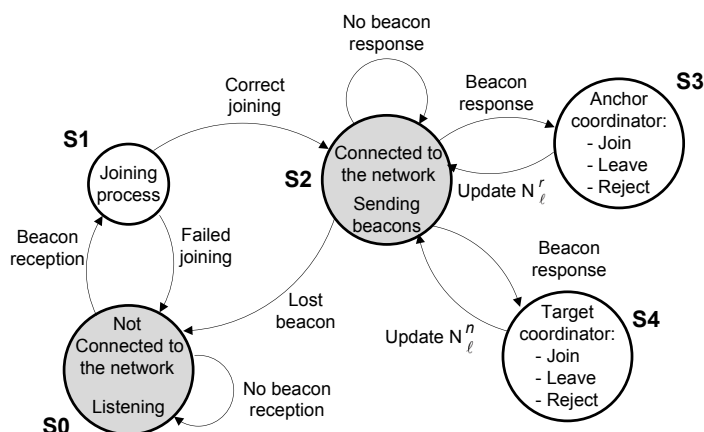 No beacon
response
S3
Correct
joining
Beacon
response
Anchor
coordinator:
- Join
- Leave
- Reject
S1
Joining
process
S2
Connected to
the network
Sending
beacons
Update N r ℓ
Beacon
reception
Failed
joining
Beacon
response
Lost
beacon
Update N n ℓ
Target
coordinator:
- Join
- Leave
- Reject
S4
Not
Connected to
the network
Listening
No beacon
reception
S0